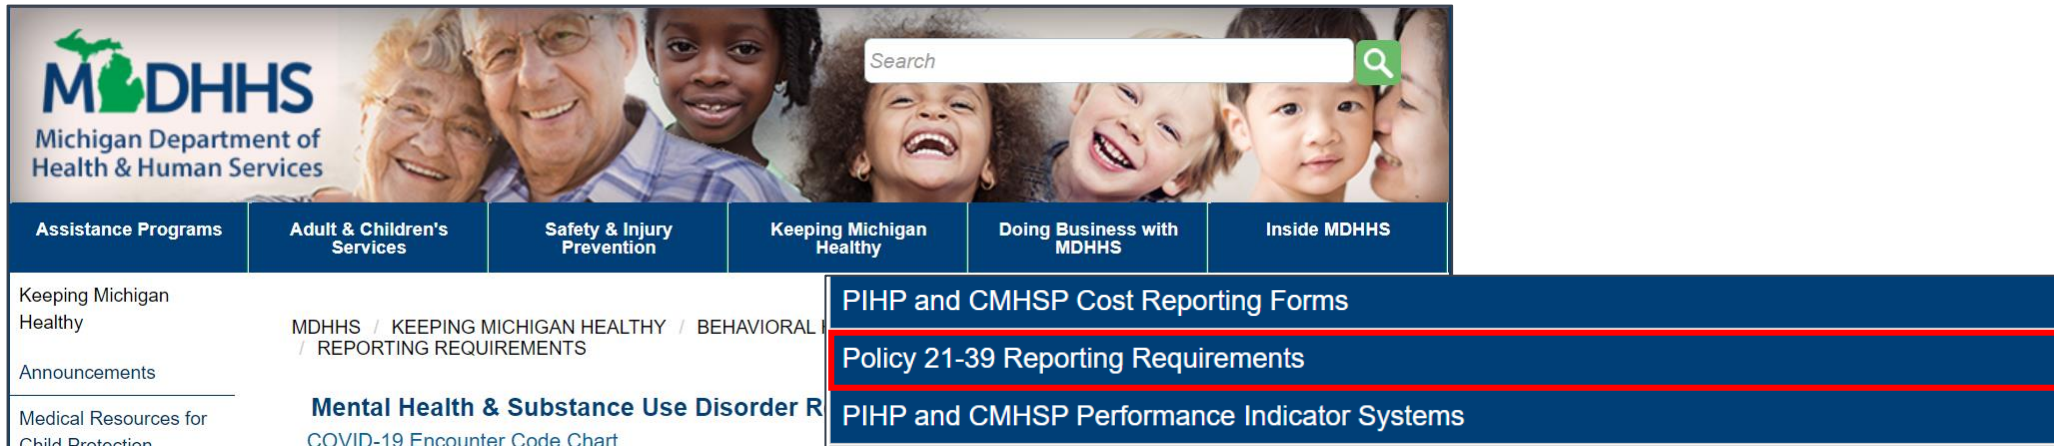 MDHHS
Michigan Department of
Health & Human Services
Search
Assistance Programs
Adult & Children's
Services
Safety & Injury
Prevention
Keeping Michigan
Healthy
Doing Business with
MDHHS
Inside MDHHS
Keeping Michigan
Healthy
Announcements
Medical Resources for
Child Protection
MDHHS / KEEPING MICHIGAN HEALTHY / BEHAVIORAL
/ REPORTING REQUIREMENTS
Mental Health & Substance Use Disorder R
COVID-19 Encounter Code Chart
PIHP and CMHSP Cost Reporting Forms
Policy 21-39 Reporting Requirements
PIHP and CMHSP Performance Indicator Systems